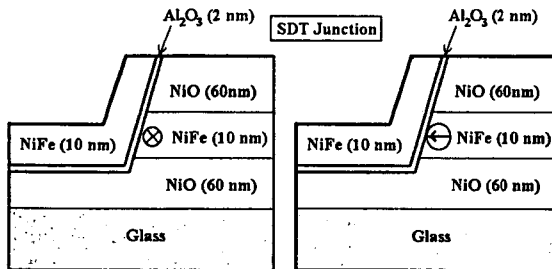 Al₂O₃ (2 nm)
SDT Junction
Al₂O₃ (2 nm)
NiO (60nm)
NiFe (10 nm)
NiFe (10 nm)
NiO (60 nm)
Glass
NiO (60nm)
NiFe (10 nm)
NiFe (10 nm)
NiO (60 nm)
Glass